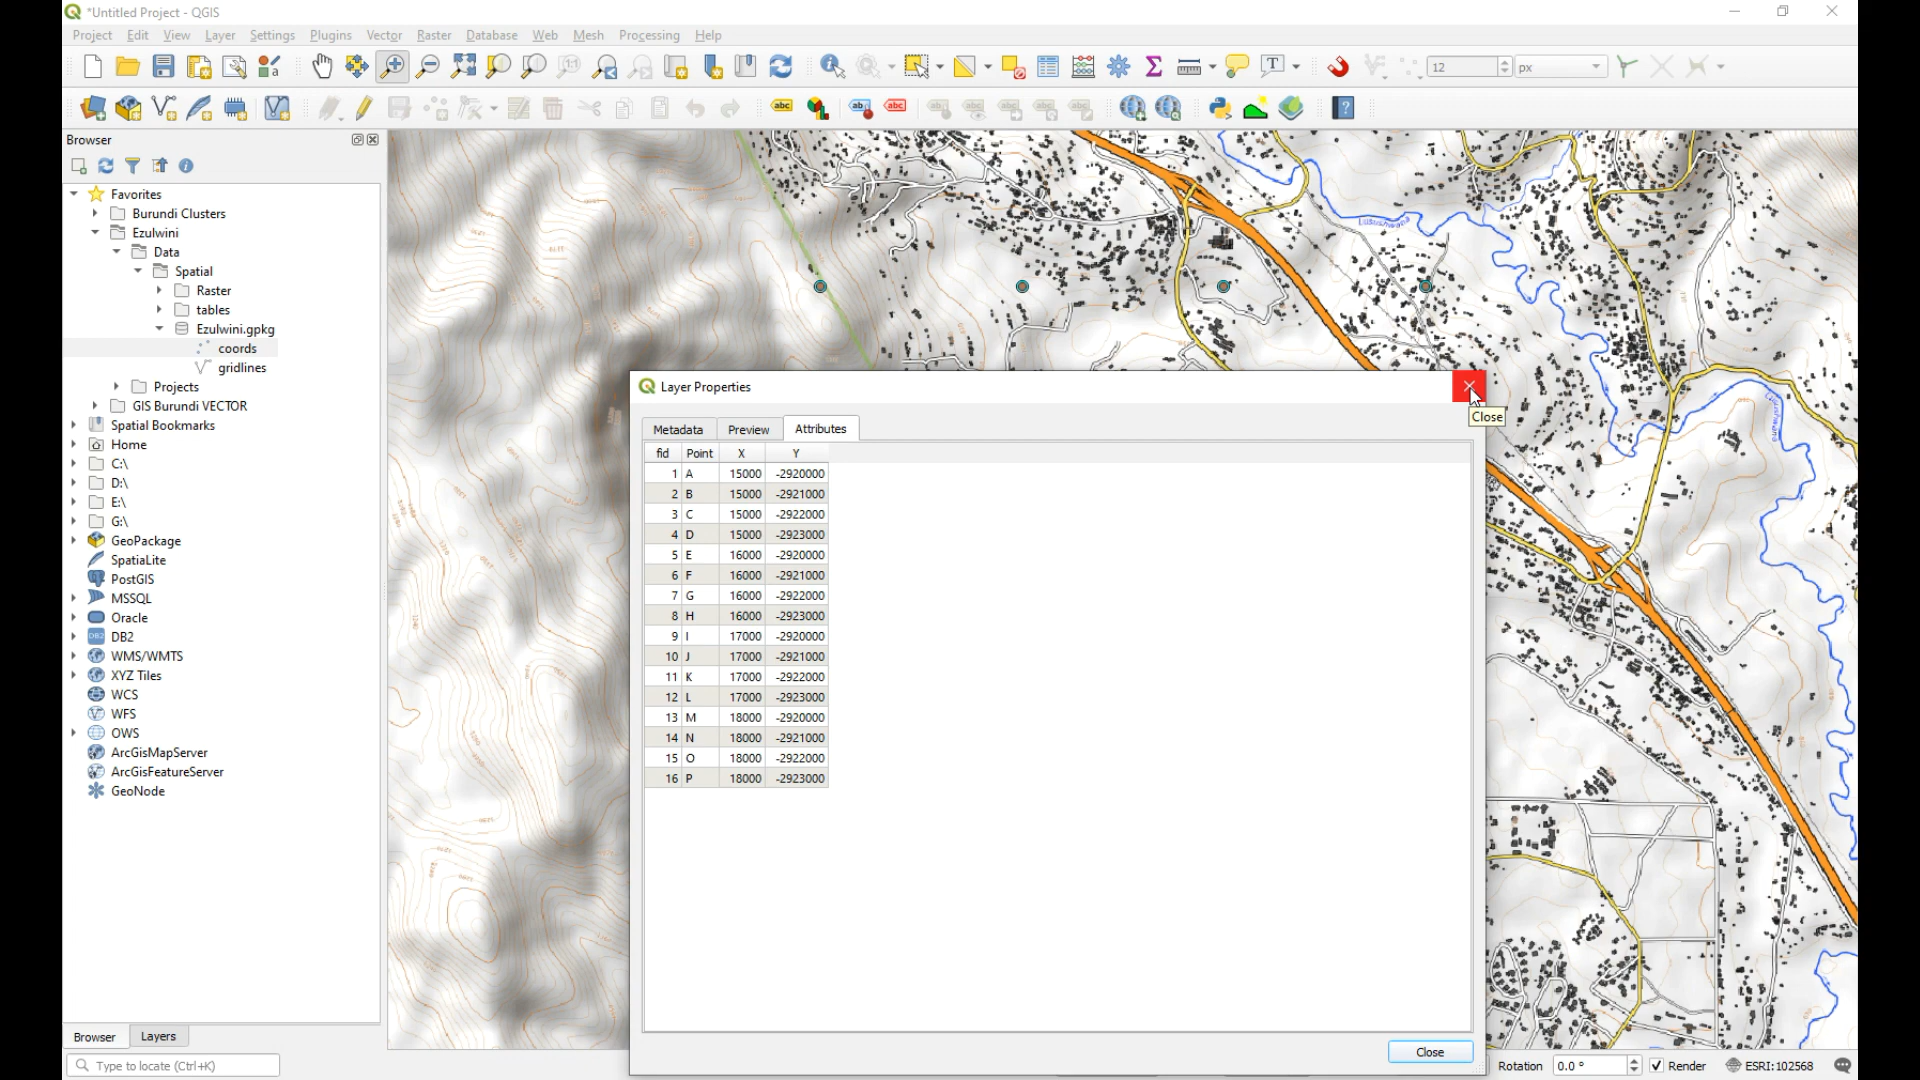 *Untitled Project - QGIS
Project Edit View Layer Settings Plugins Vector Raster Database Web Mesh Processing Help
12 px
Browser
Favorites
Burundi Clusters
Ezulwini
Data
Spatial
Raster
tables
Ezulwini.gpkg
coords
gridlines
Projects
GIS Burundi VECTOR
Spatial Bookmarks
Home
C:\
D:\
E:\
G:\
GeoPackage
SpatiaLite
PostGIS
MSSQL
Oracle
DB2
WMS/WMTS
XYZ Tiles
WCS
WFS
OWS
ArcGisMapServer
ArcGisFeatureServer
GeoNode
Browser Layers
Type to locate (Ctrl+K)
Layer Properties
Close
Metadata Preview Attributes
fid Point X Y
1 A 15000 -2920000
2 B 15000 -2921000
3 C 15000 -2922000
4 D 15000 -2923000
5 E 16000 -2920000
6 F 16000 -2921000
7 G 16000 -2922000
8 H 16000 -2923000
9 I 17000 -2920000
10 J 17000 -2921000
11 K 17000 -2922000
12 L 17000 -2923000
13 M 18000 -2920000
14 N 18000 -2921000
15 O 18000 -2922000
16 P 18000 -2923000
Close
Rotation 0.0 ° Render ESRI:102568